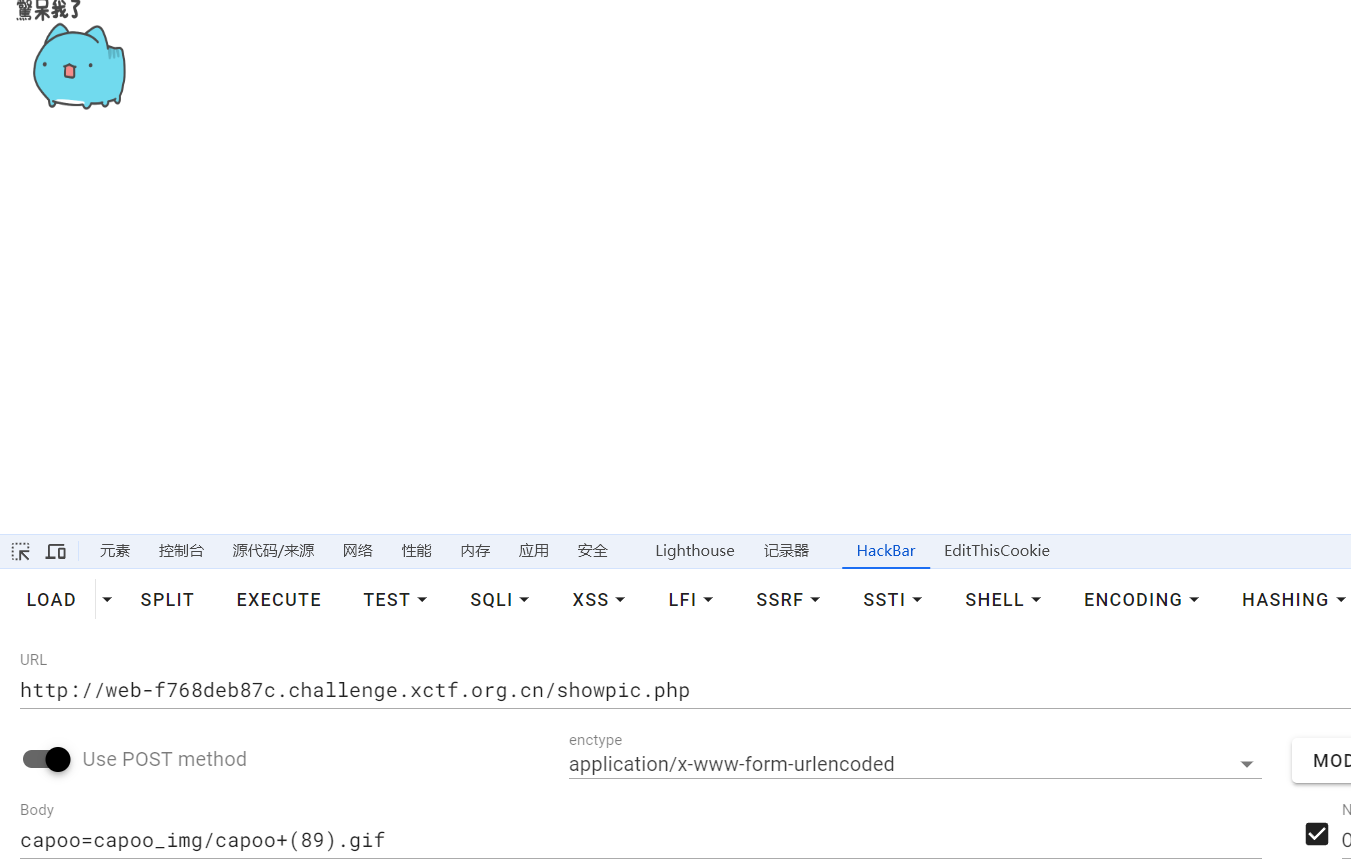 驚呆我了
元素 控制台 源代码/来源 网络 性能 内存 应用 安全 Lighthouse 记录器 HackBar EditThisCookie
LOAD SPLIT EXECUTE TEST SQLI XSS LFI SSRF SSTI SHELL ENCODING HASHING
URL
http://web-f768deb87c.challenge.xctf.org.cn/showpic.php
Use POST method
enctype
application/x-www-form-urlencoded
MOD
Body
N
capoo=capoo_img/capoo+(89).gif